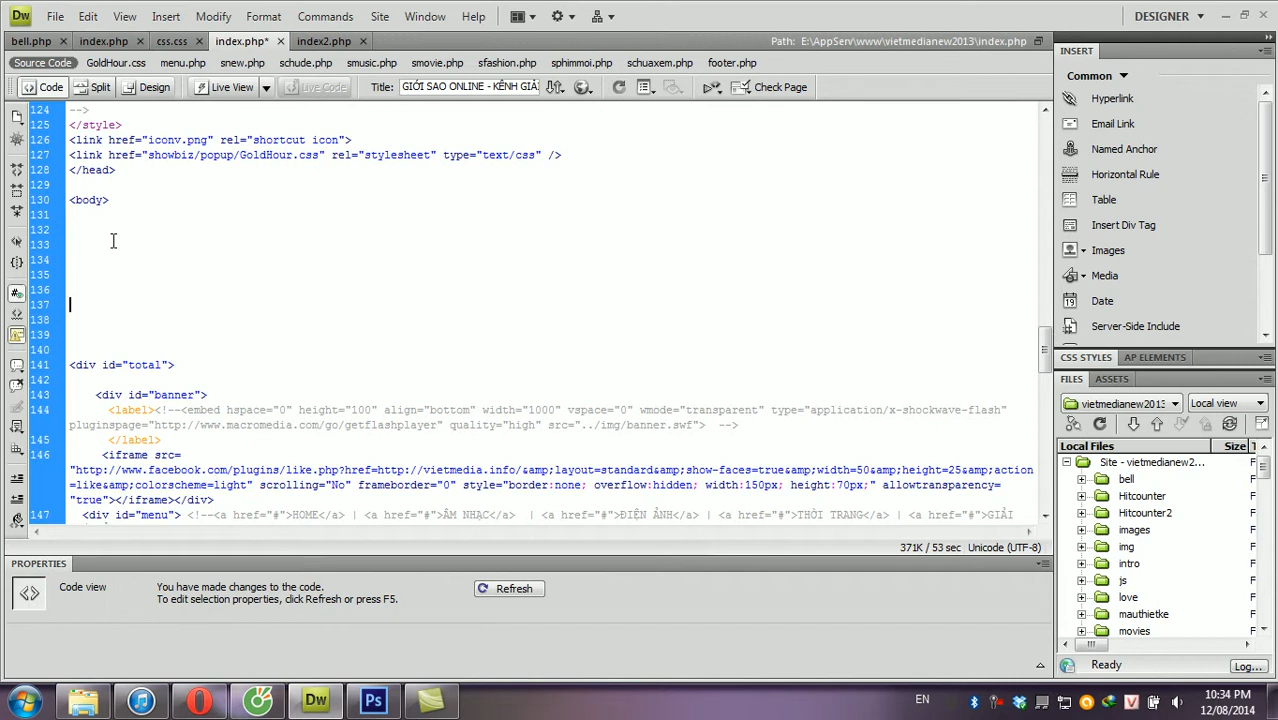 Dw File Edit View Insert Modify Format Commands Site Window Help DESIGNER
bell.php index.php css.css index.php* index2.php Path: E:\AppServ\www\vietmedianew2013\index.php
Source Code GoldHour.css menu.php snew.php schude.php smusic.php smovie.php sfashion.php sphimmoi.php schuaxem.php footer.php
Code Split Design Live View Live Code Title: GIỚI SAO ONLINE - KÊNH GIẢ Check Page
124 -->
125 </style>
126 <link href="iconv.png" rel="shortcut icon">
127 <link href="showbiz/popup/GoldHour.css" rel="stylesheet" type="text/css" />
128 </head>
129
130 <body>
131
132
133
134
135
136
137
138
139
140
141 <div id="total">
142
143 <div id="banner">
144 <label><!--<embed hspace="0" height="100" align="bottom" width="1000" vspace="0" wmode="transparent" type="application/x-shockwave-flash"
pluginspage="http://www.macromedia.com/go/getflashplayer" quality="high" src="../img/banner.swf"> -->
145 </label>
146 <iframe src=
"http://www.facebook.com/plugins/like.php?href=http://vietmedia.info/&amp;layout=standard&amp;show-faces=true&amp;width=50&amp;height=25&amp;action
=like&amp;colorscheme=light" scrolling="No" frameborder="0" style="border:none; overflow:hidden; width:150px; height:70px;" allowtransparency=
"true"></iframe></div>
147 <div id="menu"> <!--<a href="#">HOME</a> | <a href="#">ÂM NHẠC</a> | <a href="#">ĐIỆN ẢNH</a> | <a href="#">THỜI TRANG</a> | <a href="#">GIẢI
371K / 53 sec Unicode (UTF-8)
PROPERTIES
Code view
You have made changes to the code.
To edit selection properties, click Refresh or press F5.
Refresh
INSERT
Common
Hyperlink
Email Link
Named Anchor
Horizontal Rule
Table
Insert Div Tag
Images
Media
19 Date
Server-Side Include
CSS STYLES AP ELEMENTS
FILES ASSETS
vietmedianew2013 Local view
Local Files Size T
Site - vietmedianew2...
bell F
Hitcounter F
Hitcounter2 F
images F
img F
intro F
js F
love F
mauthietke F
movies F
Ready Log...
Dw Ps EN V 10:34 PM
12/08/2014